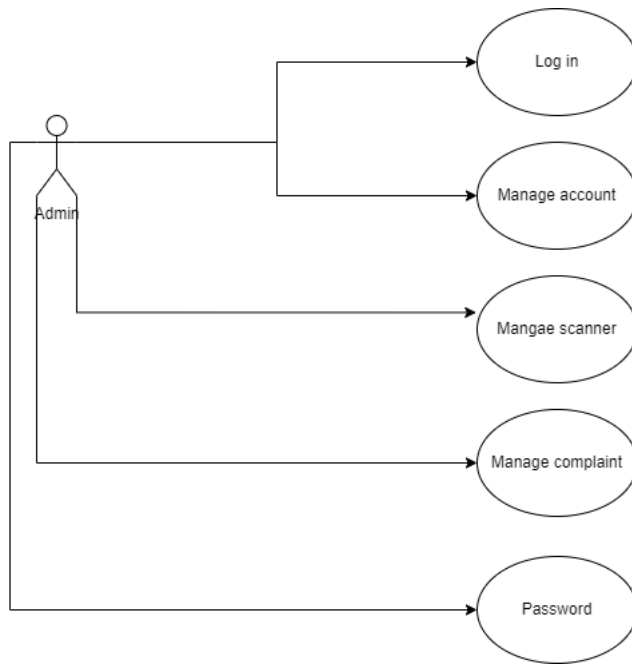 Log in
Admin
Manage account
Mangae scanner
Manage complaint
Password